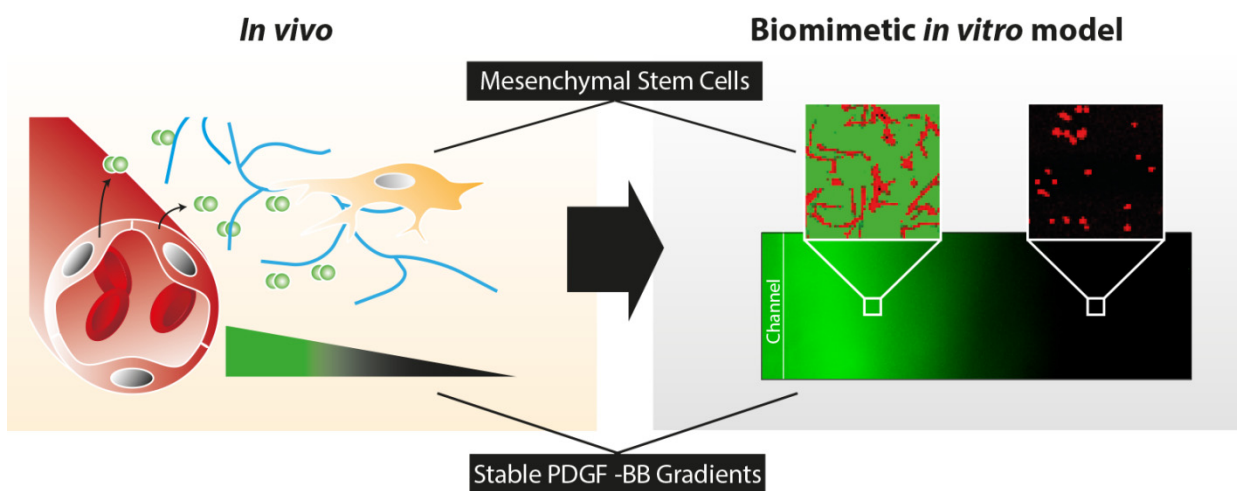 In vivo
Biomimetic in vitro model
Mesenchymal Stem Cells
Channel
Stable PDGF -BB Gradients